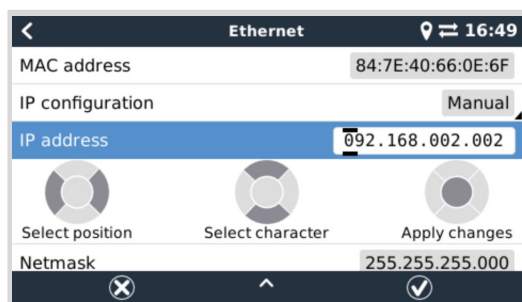 Ethernet 16:49
MAC address 84:7E:40:66:0E:6F
IP configuration Manual
IP address 092.168.002.002
Select position Select character Apply changes
Netmask 255.255.255.000